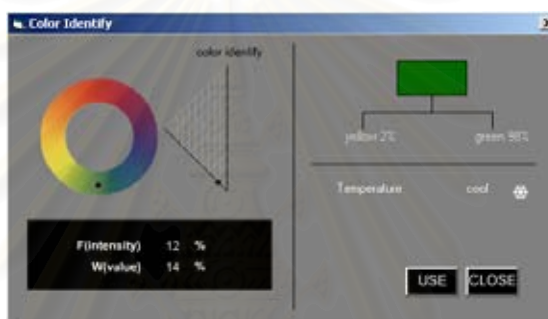 Color Identify
color identify
F(intensity) 12 %
W(value) 14 %
yellow 2% green 98%
Temperature cool
USE CLOSE